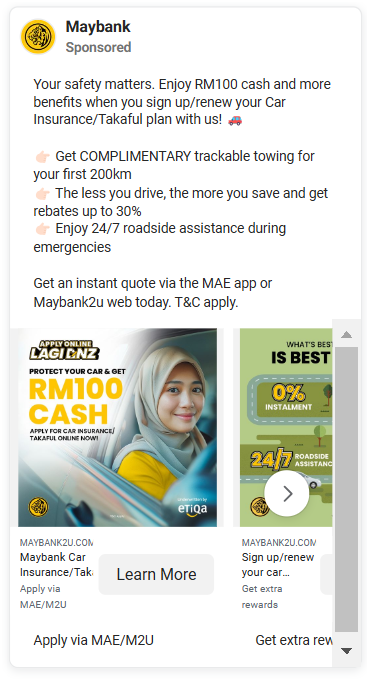 Maybank
Sponsored
Your safety matters. Enjoy RM100 cash and more
benefits when you sign up/renew your Car
Insurance/Takaful plan with us! 🚗
👉🏻 Get COMPLIMENTARY trackable towing for
your first 200km
👉🏻 The less you drive, the more you save and get
rebates up to 30%
👉🏻 Enjoy 24/7 roadside assistance during
emergencies
Get an instant quote via the MAE app or
Maybank2u web today. T&C apply.
APPLY ONLINE
LAGI BNZ
PROTECT YOUR CAR & GET
RM100
CASH
APPLY FOR CAR INSURANCE/
TAKAFUL ONLINE NOW!
underwritten by
etiQa
WHAT'S
IS BEST
0%
INSTALMENT
24/7 ROADSIDE
ASSISTANC
MAYBANK2U.COM
Maybank Car
Insurance/Tak
Apply via
MAE/M2U
Learn More
MAYBANK2U.COM
Sign up/renew
your car...
Get extra
rewards
Apply via MAE/M2U
Get extra rew